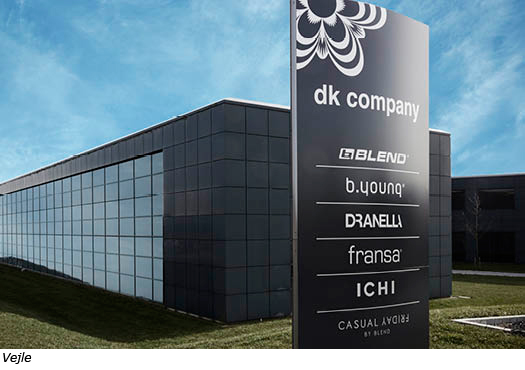 dk company
BLEND
b.young
DRANELLA
fransa
ICHI
CASUAL FRIDAY
BY BLEND
Vejle